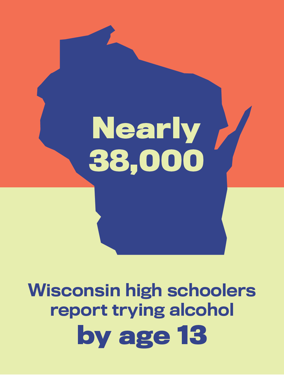 Nearly
38,000
Wisconsin high schoolers
report trying alcohol
by age 13